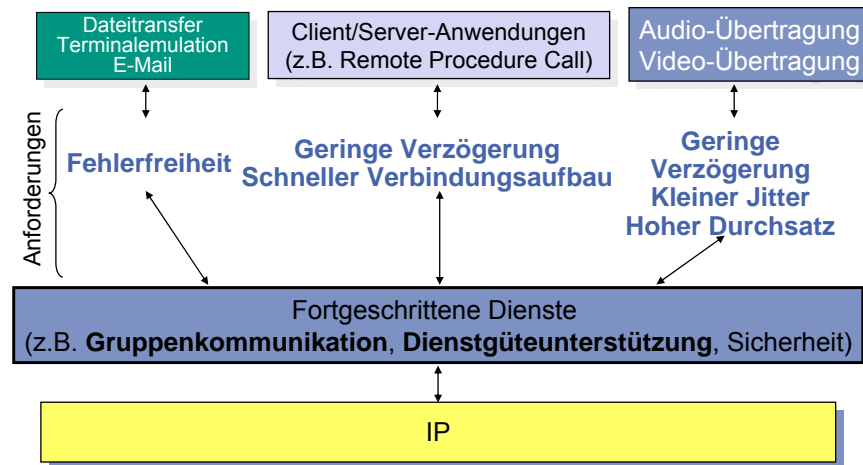 Dateitransfer
Terminalemulation
E-Mail
Client/Server-Anwendungen
(z.B. Remote Procedure Call)
Audio-Übertragung
Video-Übertragung
Anforderungen
Fehlerfreiheit
Geringe Verzögerung
Schneller Verbindungsaufbau
Geringe
Verzögerung
Kleiner Jitter
Hoher Durchsatz
Fortgeschrittene Dienste
(z.B. Gruppenkommunikation, Dienstgüteunterstützung, Sicherheit)
IP